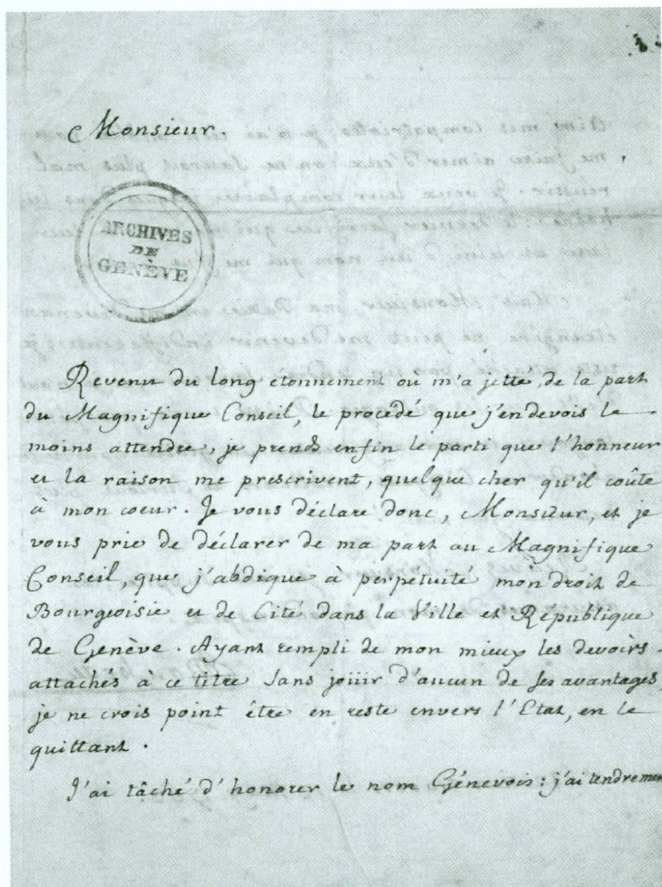 Monsieur.
ARCHIVES
DE
GENÈVE
Revenu du long etonnement où m'a jetté, de la part
du Magnifique Conseil, le procédé que j'en devois le
moins attendre, je prends enfin le parti que l'honneur
et la raison me prescrivent, quelque cher qu'il coûte
à mon coeur. Je vous déclare donc, Monsieur, et je
vous prie de déclarer de ma part au Magnifique
Conseil, que j'abdique à perpétuité mon droit de
Bourgeoisie et de Cité dans la Ville et République
de Genève. Ayant rempli de mon mieux les devoirs
attachés à ce titre sans joüir d'aucun de ses avantages,
je ne crois point être en reste envers l'Etat, en le
quittant.
J'ai tâché d'honorer le nom Génevois: j'ai tendrement